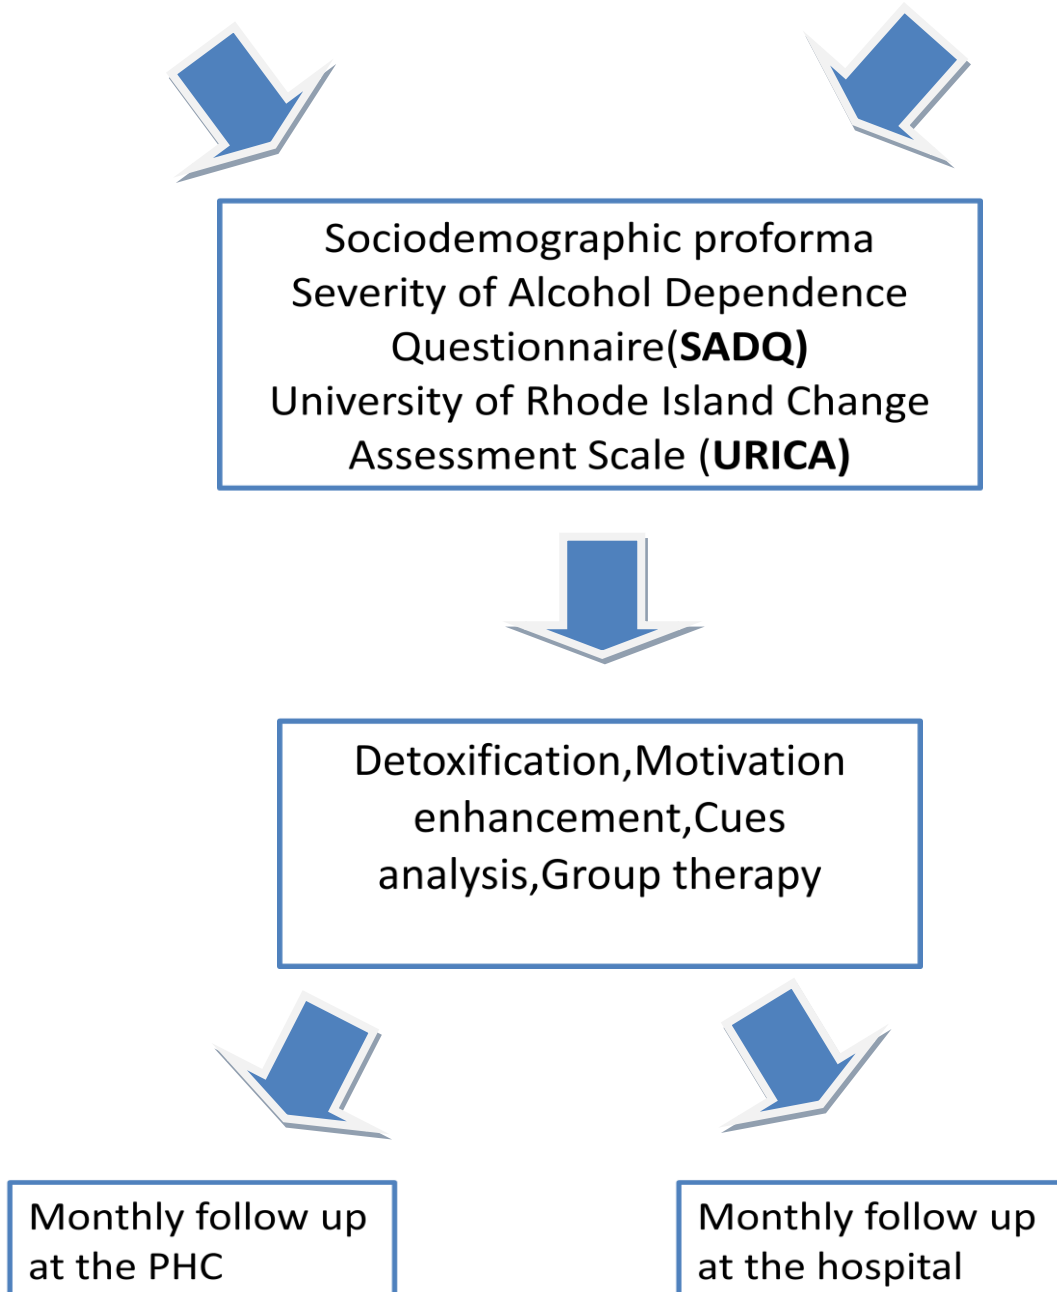 Sociodemographic proforma
Severity of Alcohol Dependence
Questionnaire(SADQ)
University of Rhode Island Change
Assessment Scale (URICA)
Detoxification,Motivation
enhancement,Cues
analysis,Group therapy
Monthly follow up
at the PHC
Monthly follow up
at the hospital